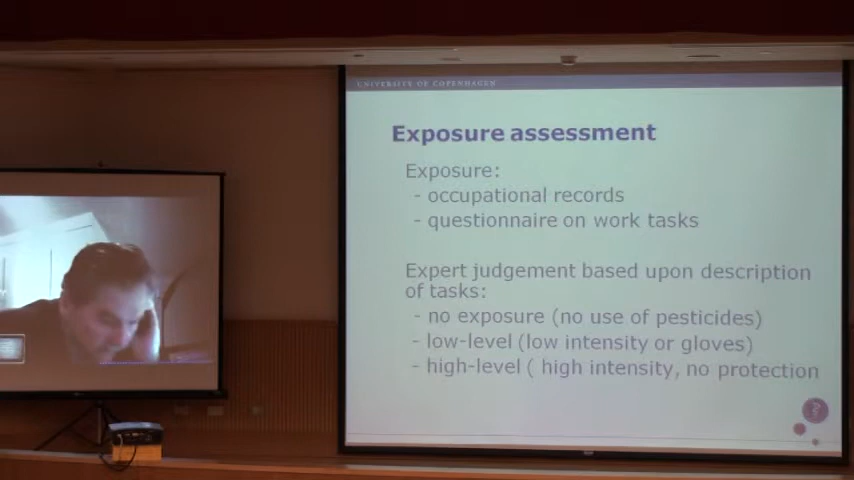 UNIVERSITY OF COPENHAGEN
Exposure assessment
Exposure:
- occupational records
- questionnaire on work tasks
Expert judgement based upon description
of tasks:
- no exposure (no use of pesticides)
- low-level (low intensity or gloves)
- high-level ( high intensity, no protection